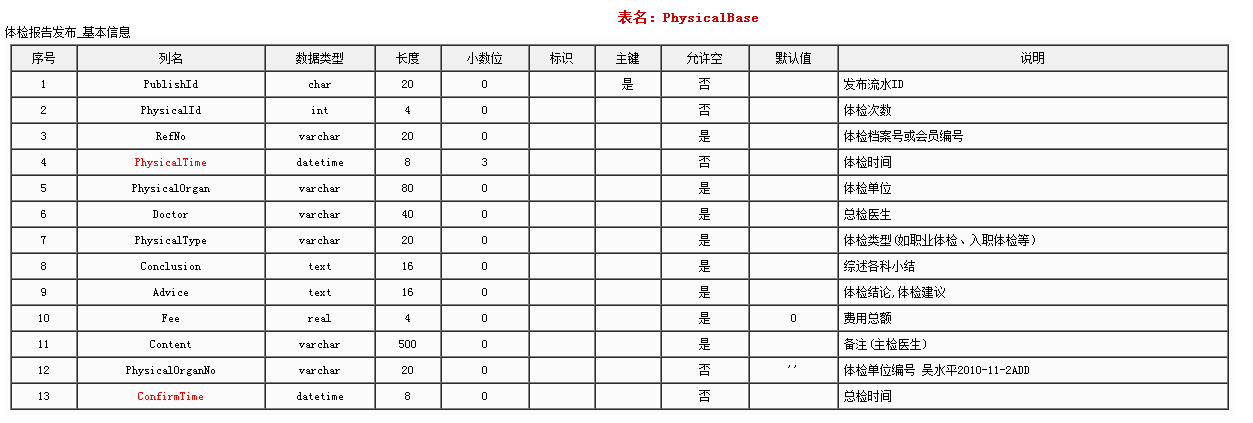 表名：PhysicalBase
体检报告发布_基本信息
序号 列名 数据类型 长度 小数位 标识 主键 允许空 默认值 说明
1 PublishId char 20 0 是 否 发布流水ID
2 PhysicalId int 4 0 否 体检次数
3 RefNo varchar 20 0 是 体检档案号或会员编号
4 PhysicalTime datetime 8 3 否 体检时间
5 PhysicalOrgan varchar 80 0 是 体检单位
6 Doctor varchar 40 0 是 总检医生
7 PhysicalType varchar 20 0 是 体检类型(如职业体检、入职体检等)
8 Conclusion text 16 0 是 综述各科小结
9 Advice text 16 0 是 体检结论,体检建议
10 Fee real 4 0 是 0 费用总额
11 Content varchar 500 0 是 备注(主检医生)
12 PhysicalOrganNo varchar 20 0 否 '' 体检单位编号 吴水平2010-11-2ADD
13 ConfirmTime datetime 8 0 否 总检时间